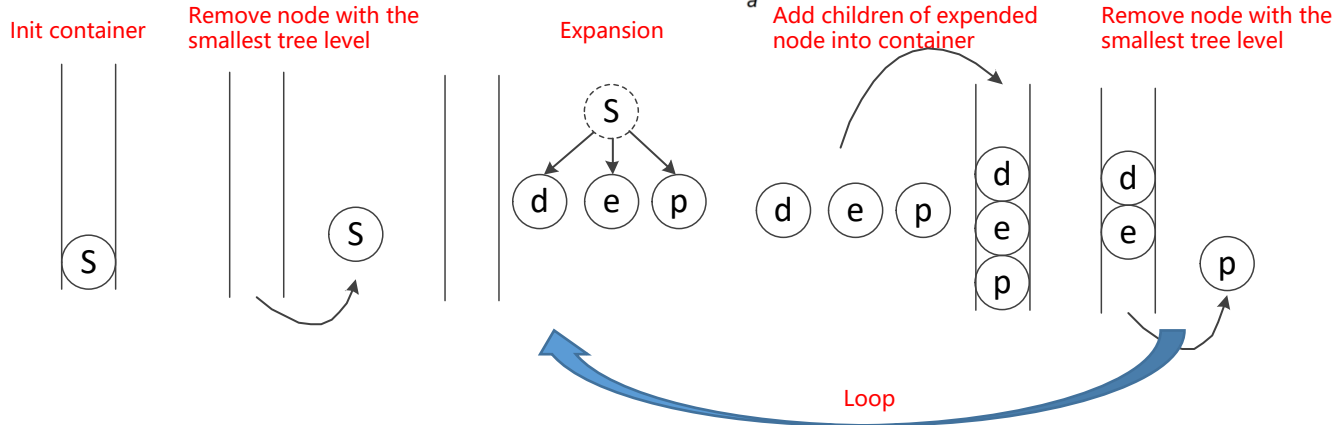 a
Init container
Remove node with the
smallest tree level
Expansion
Add children of expended
node into container
Remove node with the
smallest tree level
S
S
S
d
e
p
d
e
p
d
e
p
d
e
p
Loop